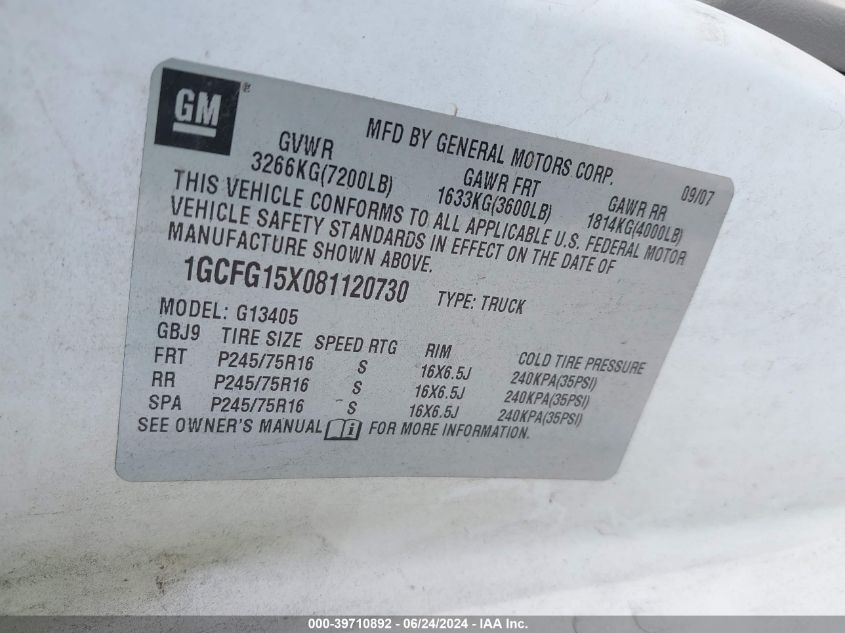 GM®
MFD BY GENERAL MOTORS CORP. 09/07
GVWR GAWR FRT GAWR RR
3266KG(7200LB) 1633KG(3600LB) 1814KG(4000LB)
THIS VEHICLE CONFORMS TO ALL APPLICABLE U.S. FEDERAL MOTOR
VEHICLE SAFETY STANDARDS IN EFFECT ON THE DATE OF
MANUFACTURE SHOWN ABOVE.
1GCFG15X081120730 TYPE: TRUCK
MODEL: G13405
GBJ9 TIRE SIZE SPEED RTG RIM COLD TIRE PRESSURE
FRT P245/75R16 S 16X6.5J 240KPA(35PSI)
RR P245/75R16 S 16X6.5J 240KPA(35PSI)
SPA P245/75R16 S 16X6.5J 240KPA(35PSI)
SEE OWNER'S MANUAL FOR MORE INFORMATION.
000-39710892 - 06/24/2024 - IAA Inc.